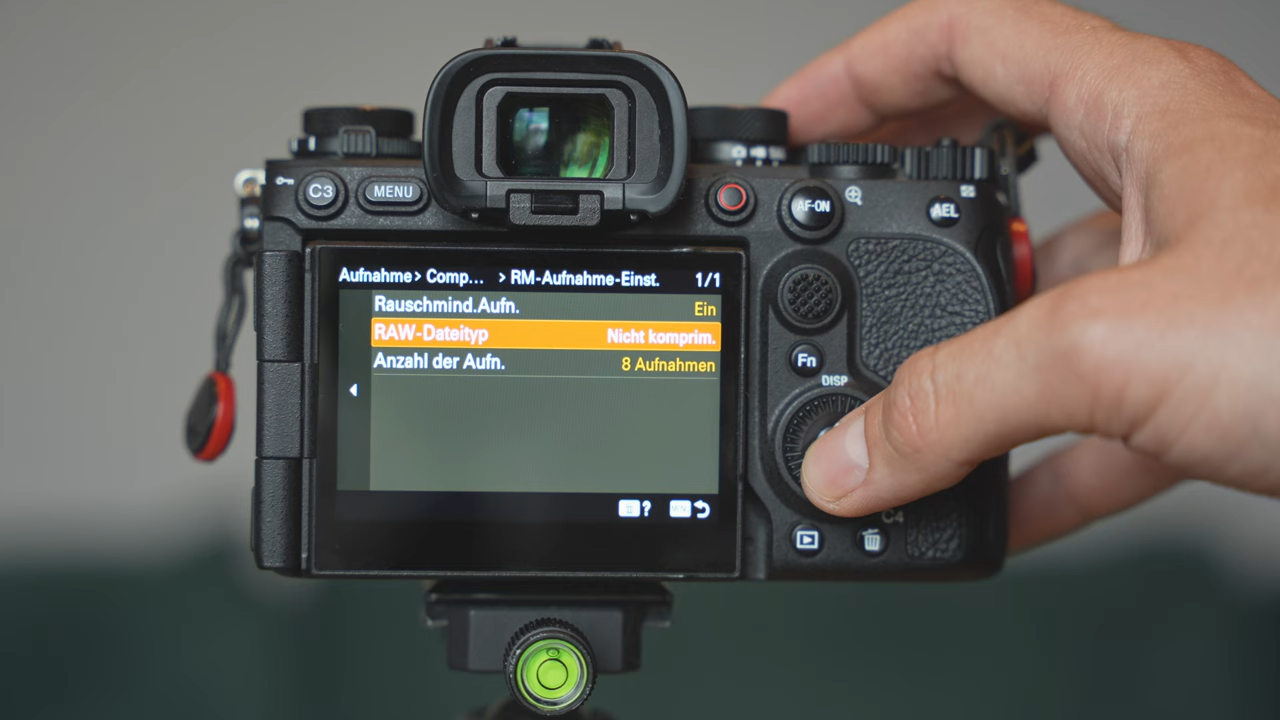 C3
MENU
AF-ON
AEL
Aufnahme> Comp... > RM-Aufnahme-Einst. 1/1
Rauschmind.Aufn. Ein
RAW-Dateityp Nicht komprim.
Anzahl der Aufn. 8 Aufnahmen
?
Fn
DISP
C4